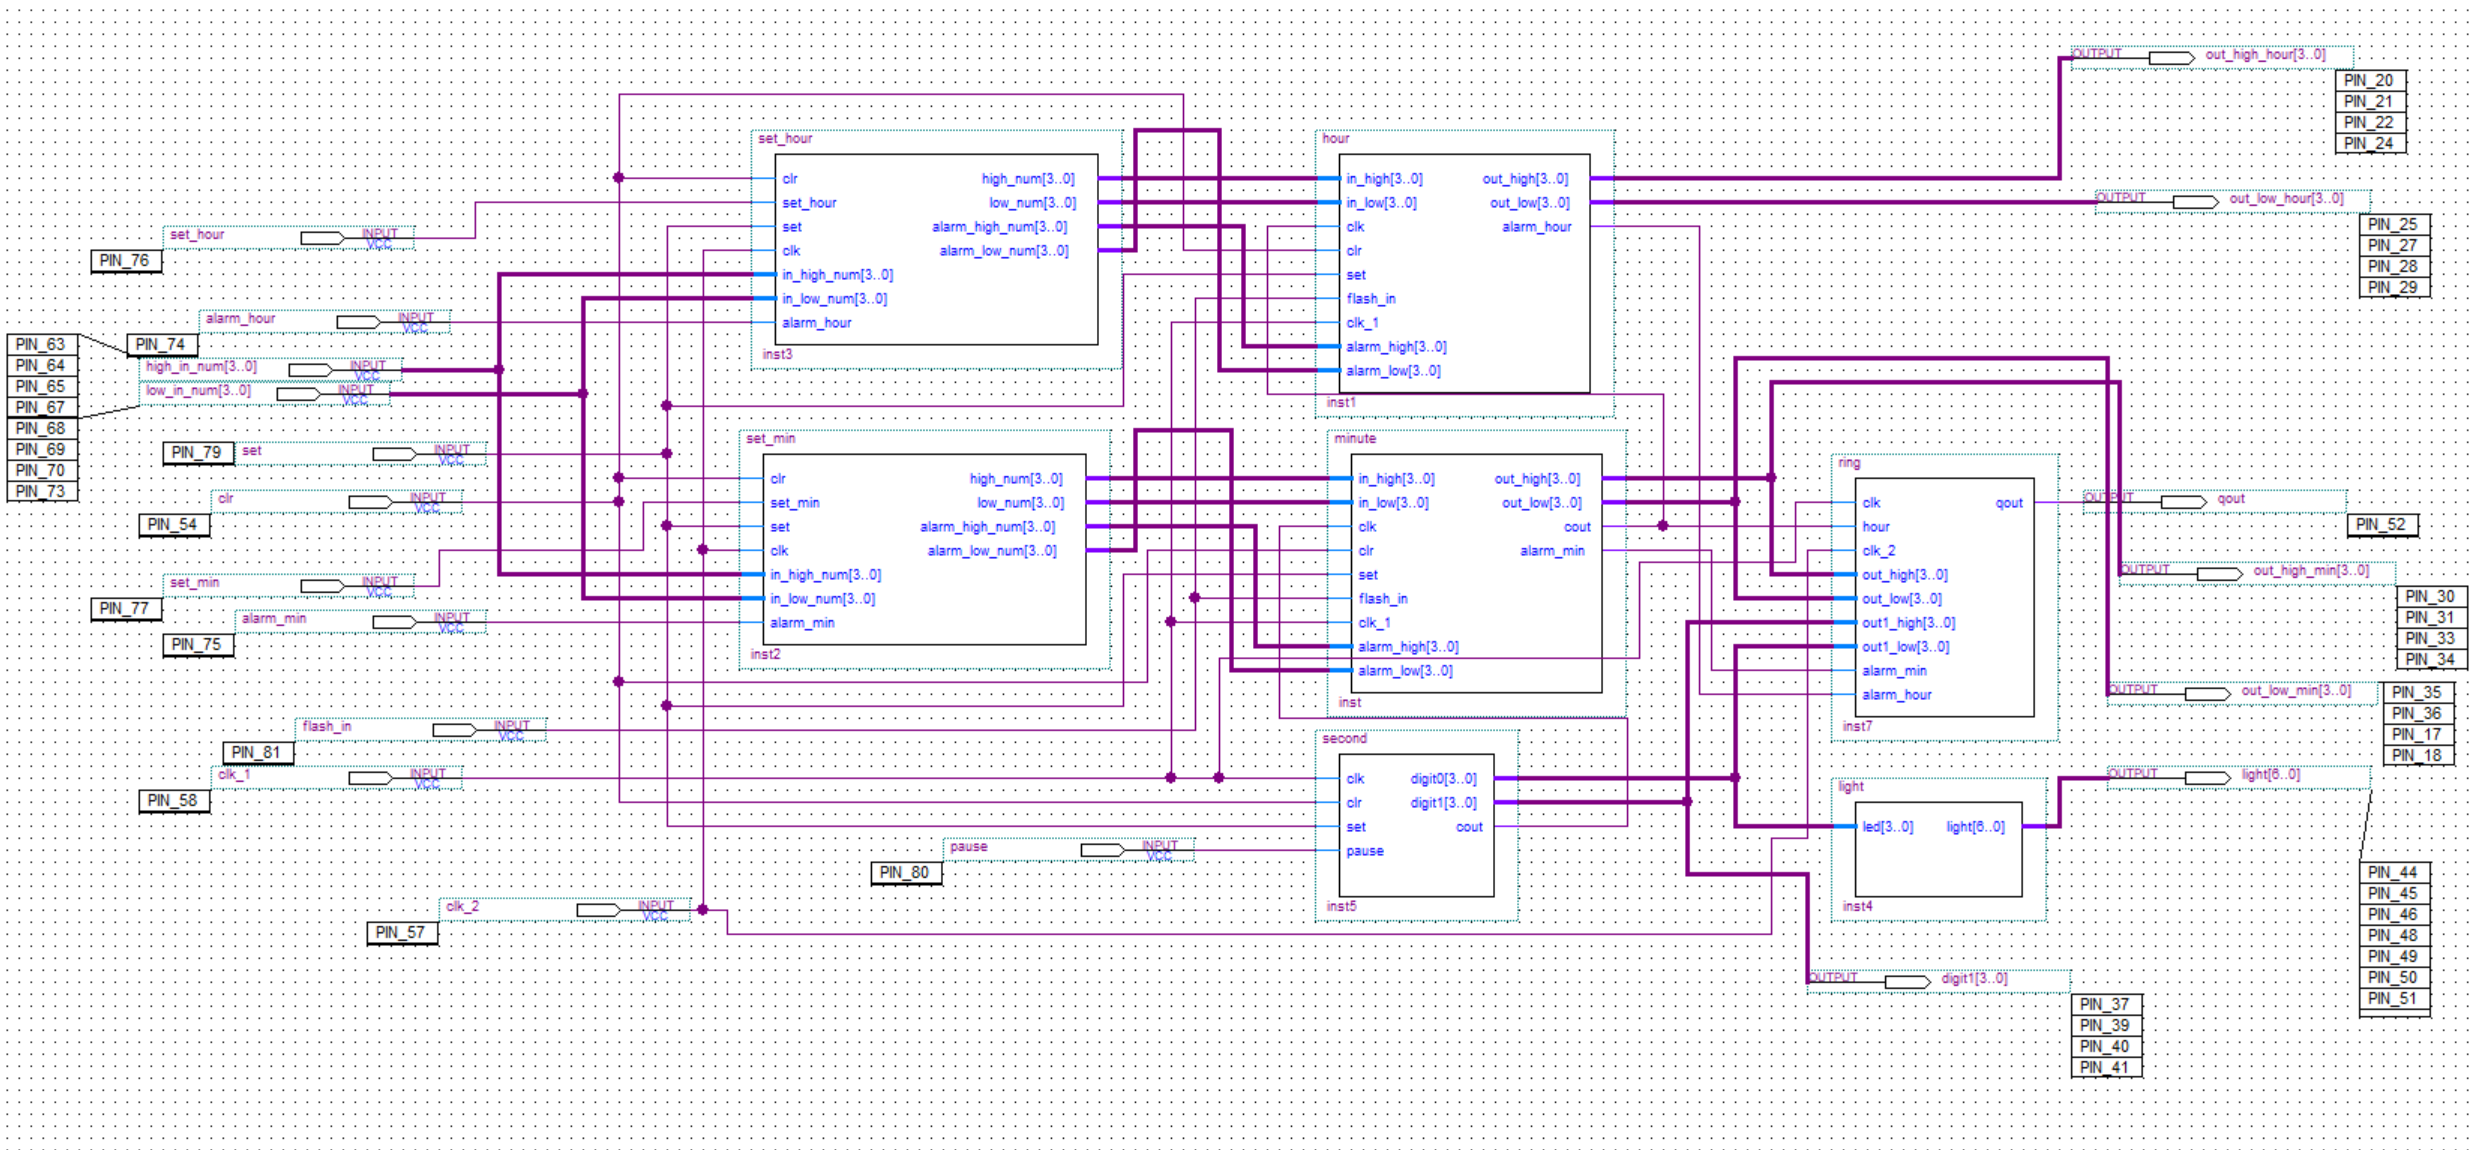 OUTPUT out_high_hour[3..0]
PIN_20
PIN_21
PIN_22
PIN_24
OUTPUT out_low_hour[3..0]
PIN_25
PIN_27
PIN_28
PIN_29
set_hour
clr high_num[3..0]
set_hour low_num[3..0]
set alarm_high_num[3..0]
clk alarm_low_num[3..0]
in_high_num[3..0]
in_low_num[3..0]
alarm_hour
inst3
hour
in_high[3..0] out_high[3..0]
in_low[3..0] out_low[3..0]
clk alarm_hour
clr
set
flash_in
clk_1
alarm_high[3..0]
alarm_low[3..0]
inst1
set_hour INPUT
VCC
PIN_76
alarm_hour INPUT
VCC
PIN_74
high_in_num[3..0] INPUT
VCC
low_in_num[3..0] INPUT
VCC
PIN_63
PIN_64
PIN_65
PIN_67
PIN_68
PIN_69
PIN_70
PIN_73
PIN_79
set INPUT
VCC
clr INPUT
VCC
PIN_54
set_min INPUT
VCC
PIN_77
alarm_min INPUT
VCC
PIN_75
set_min
clr high_num[3..0]
set_min low_num[3..0]
set alarm_high_num[3..0]
clk alarm_low_num[3..0]
in_high_num[3..0]
in_low_num[3..0]
alarm_min
inst2
minute
in_high[3..0] out_high[3..0]
in_low[3..0] out_low[3..0]
clk cout
clr alarm_min
set
flash_in
clk_1
alarm_high[3..0]
alarm_low[3..0]
inst
ring
clk qout
hour
clk_2
out_high[3..0]
out_low[3..0]
out1_high[3..0]
out1_low[3..0]
alarm_min
alarm_hour
inst7
OUTPUT qout
PIN_52
OUTPUT out_high_min[3..0]
PIN_30
PIN_31
PIN_33
PIN_34
OUTPUT out_low_min[3..0]
PIN_35
PIN_36
PIN_17
PIN_18
flash_in INPUT
VCC
PIN_81
clk_1 INPUT
VCC
PIN_58
second
clk digit0[3..0]
clr digit1[3..0]
set cout
pause
inst5
pause INPUT
VCC
PIN_80
clk_2 INPUT
VCC
PIN_57
light
led[3..0] light[6..0]
inst4
OUTPUT light[6..0]
PIN_44
PIN_45
PIN_46
PIN_48
PIN_49
PIN_50
PIN_51
OUTPUT digit1[3..0]
PIN_37
PIN_39
PIN_40
PIN_41